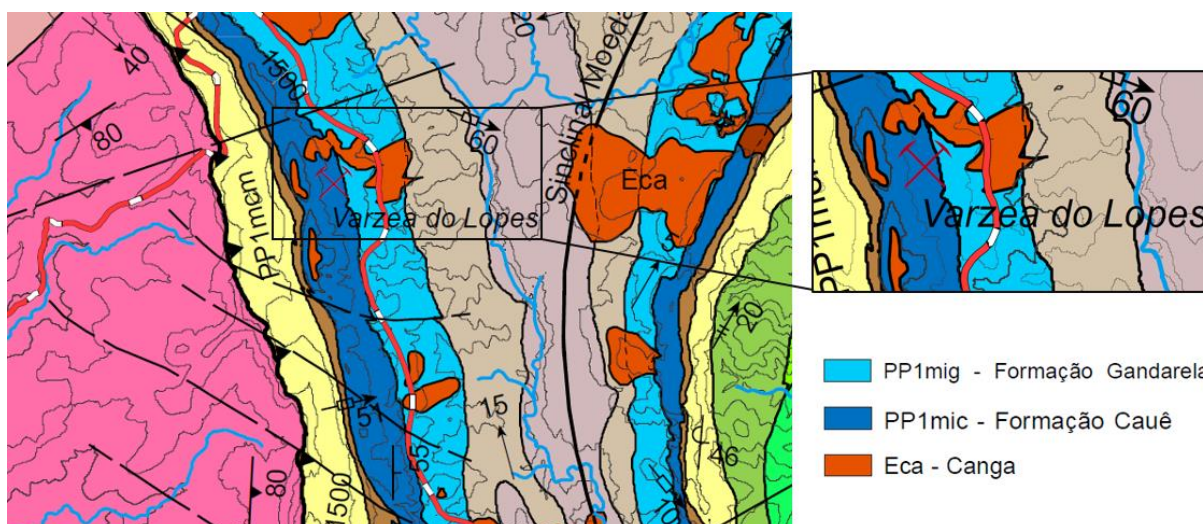 40
80
1500
60
20
Sinclinal Moeda
60
PP1mcm
Eca
Varzea do Lopes
Varzea do Lopes
20
51
15
55
46
80
1500
PP1mig - Formação Gandarela
PP1mic - Formação Cauê
Eca - Canga